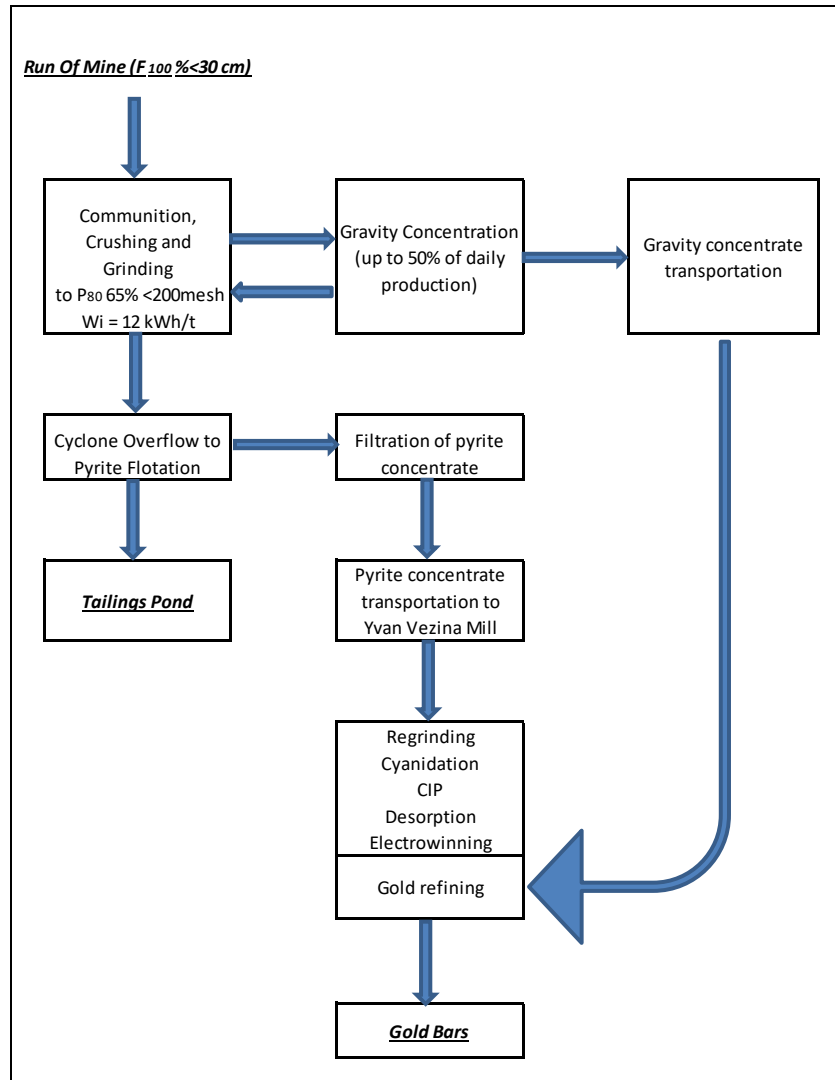 Run Of Mine (F 100 %<30 cm)
Communition,
Crushing and
Grinding
to P80 65% <200mesh
Wi = 12 kWh/t
Gravity Concentration
(up to 50% of daily
production)
Gravity concentrate
transportation
Cyclone Overflow to
Pyrite Flotation
Filtration of pyrite
concentrate
Tailings Pond
Pyrite concentrate
transportation to
Yvan Vezina Mill
Regrinding
Cyanidation
CIP
Desorption
Electrowinning
Gold refining
Gold Bars